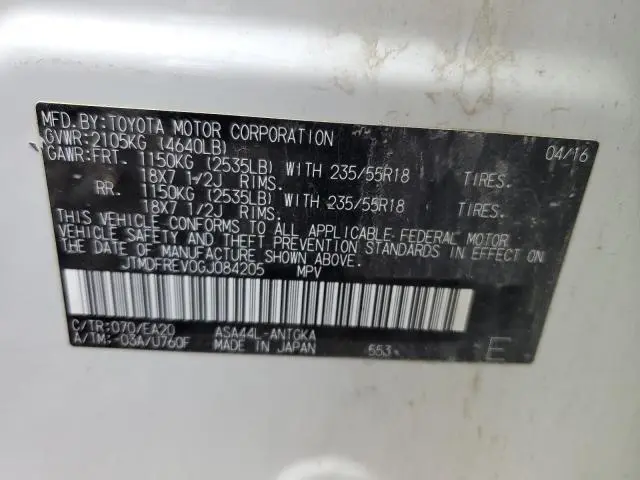 MFD.BY:TOYOTA MOTOR CORPORATION 04/16
GVWR:2105KG (4640LB)
GAWR:FRT. 1150KG (2535LB) WITH 235/55R18 TIRES.
18X7 1/2J RIMS.
RR. 1150KG (2535LB) WITH 235/55R18 TIRES.
18X7 1/2J RIMS.
THIS VEHICLE CONFORMS TO ALL APPLICABLE FEDERAL MOTOR
VEHICLE SAFETY AND THEFT PREVENTION STANDARDS IN EFFECT ON
THE DATE OF MANUFACTURE SHOWN ABOVE.
JTMDFREV0GJ084205 MPV
C/TR:070/EA20 ASA44L-ANTGKA
A/TM:-03A/U760F MADE IN JAPAN 553 E